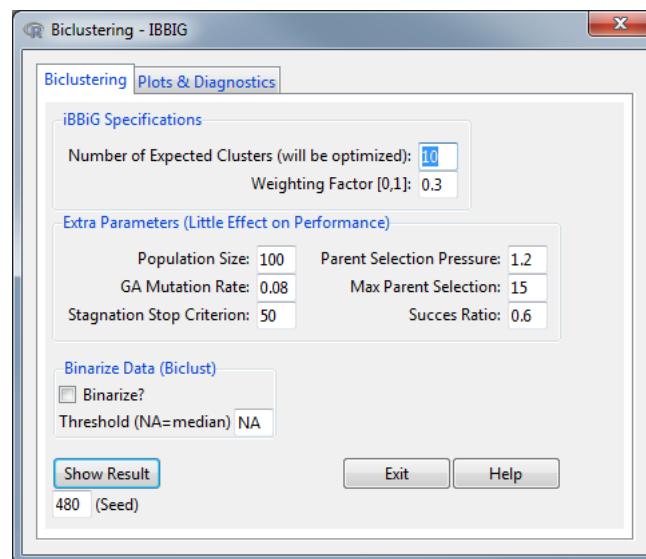 Biclustering - IBBIG
Biclustering Plots & Diagnostics
iBBiG Specifications
Number of Expected Clusters (will be optimized): 10
Weighting Factor [0,1]: 0.3
Extra Parameters (Little Effect on Performance)
Population Size: 100 Parent Selection Pressure: 1.2
GA Mutation Rate: 0.08 Max Parent Selection: 15
Stagnation Stop Criterion: 50 Succes Ratio: 0.6
Binarize Data (Biclust)
Binarize?
Threshold (NA=median) NA
Show Result Exit Help
480 (Seed)